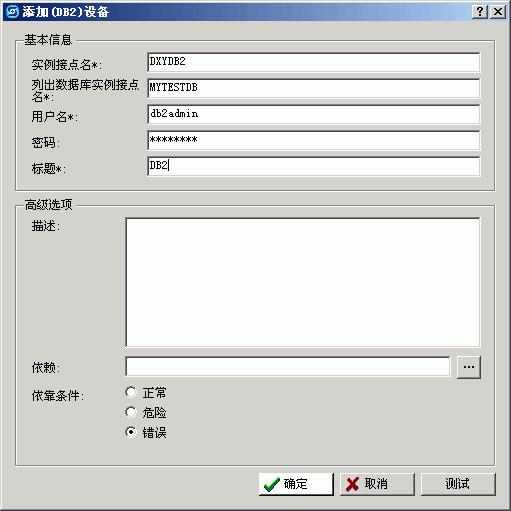 添加(DB2)设备
基本信息
实例接点名*: DXYDB2
列出数据库实例接点
名*: MYTESTDB
用户名*: db2admin
密码: ********
标题*: DB2
高级选项
描述:
依赖: ...
依靠条件: 正常
危险
错误
确定 取消 测试